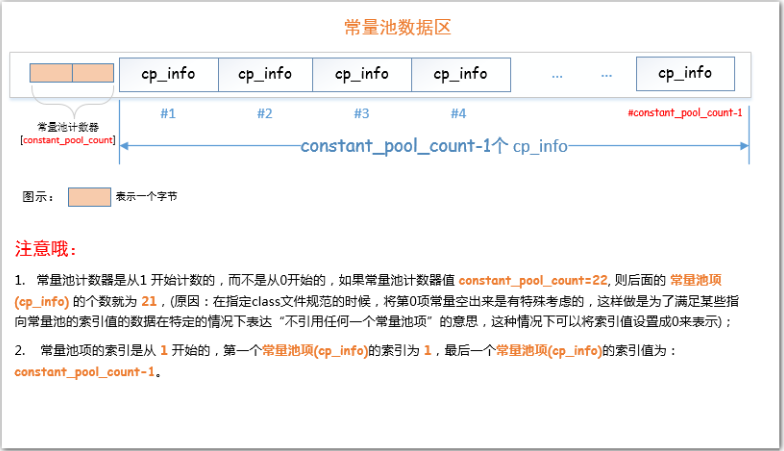 常量池数据区
cp_info cp_info cp_info cp_info ... ... cp_info
#1 #2 #3 #4 #constant_pool_count-1
常量池计数器
[constant_pool_count]
constant_pool_count-1个 cp_info
图示： 表示一个字节
注意哦:
1. 常量池计数器是从1 开始计数的，而不是从0开始的，如果常量池计数器值 constant_pool_count=22, 则后面的 常量池项
(cp_info) 的个数就为 21，(原因：在指定class文件规范的时候，将第0项常量空出来是有特殊考虑的，这样做是为了满足某些指
向常量池的索引值的数据在特定的情况下表达“不引用任何一个常量池项”的意思，这种情况下可以将索引值设置成0来表示)；
2. 常量池项的索引是从 1 开始的，第一个常量池项(cp_info)的索引为 1，最后一个常量池项(cp_info)的索引值为：
constant_pool_count-1。